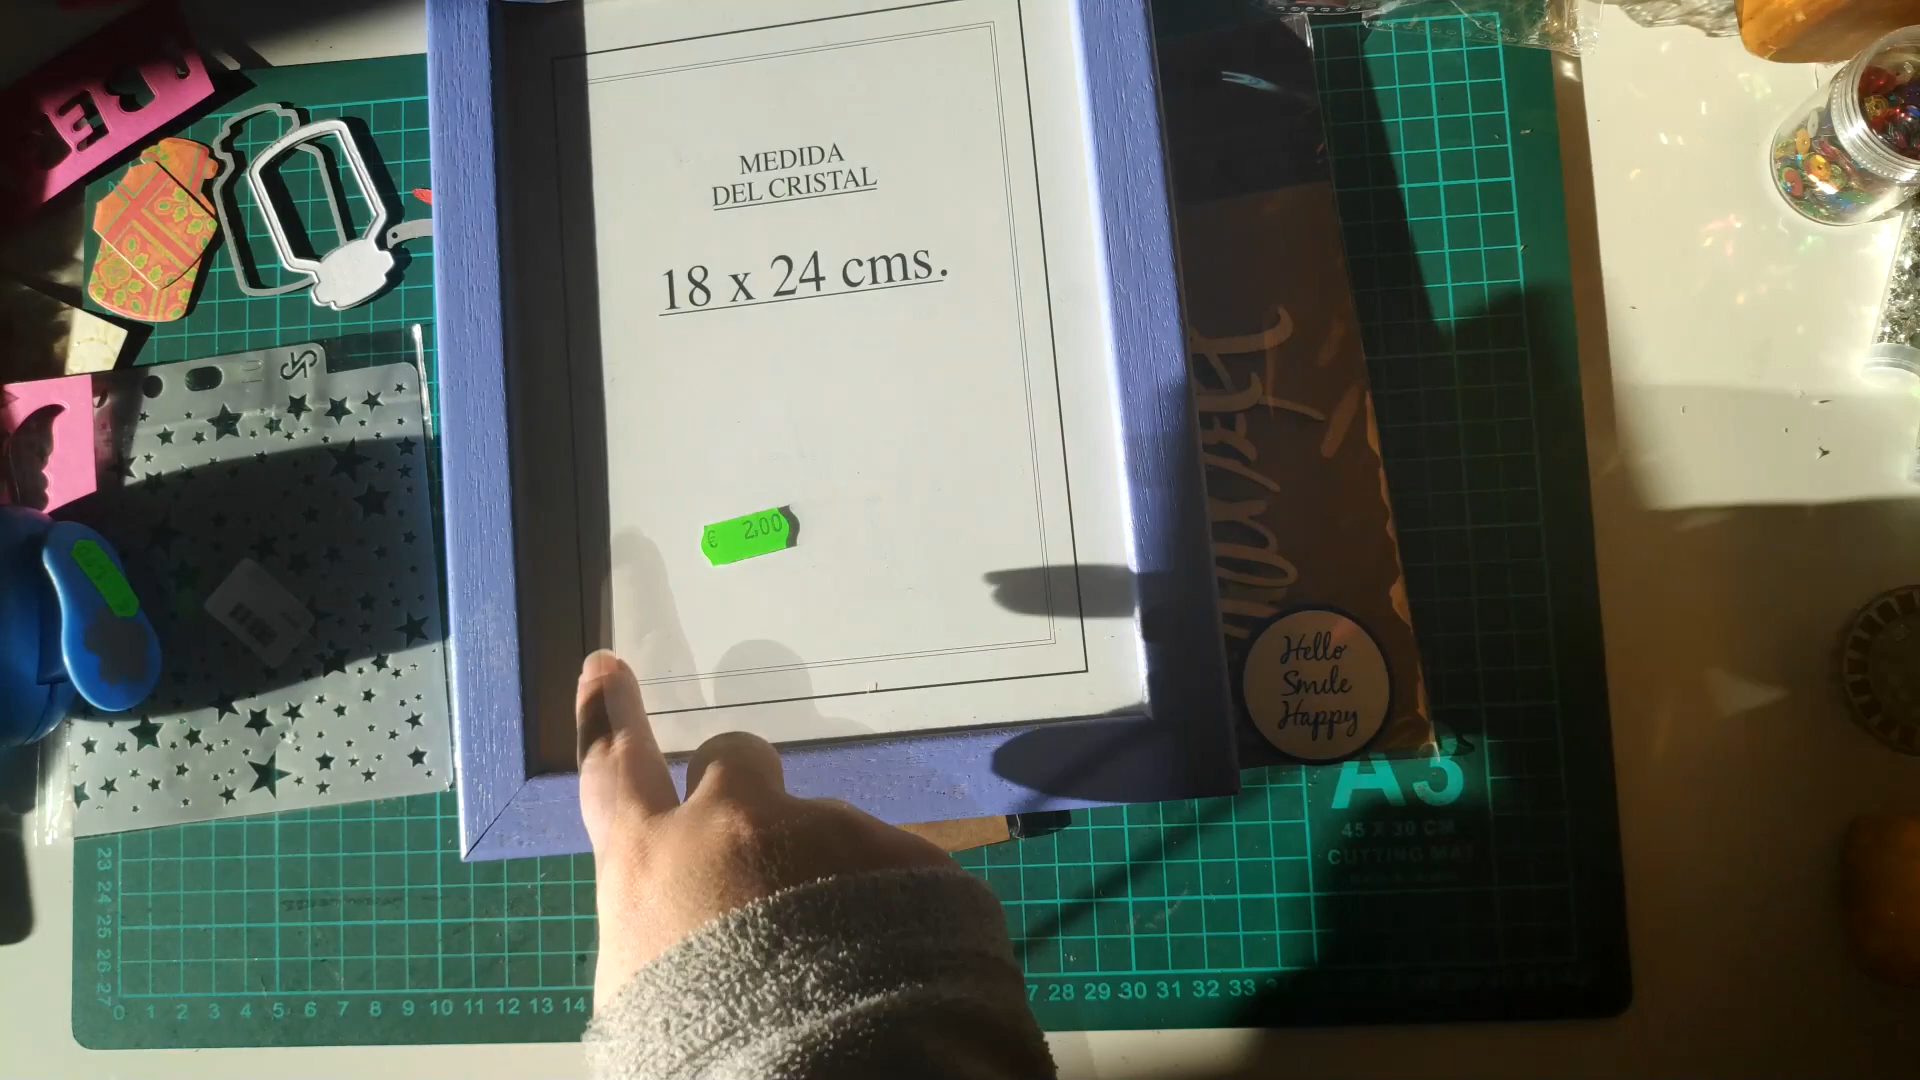 MEDIDA
DEL CRISTAL
18 x 24 cms.
€ 2,00
Hello
Smile
Happy
A3
45 X 30 CM
CUTTING MAT
23 24 25 26 27
0 1 2 3 4 5 6 7 8 9 10 11 12 13 14
28 29 30 31 32 33